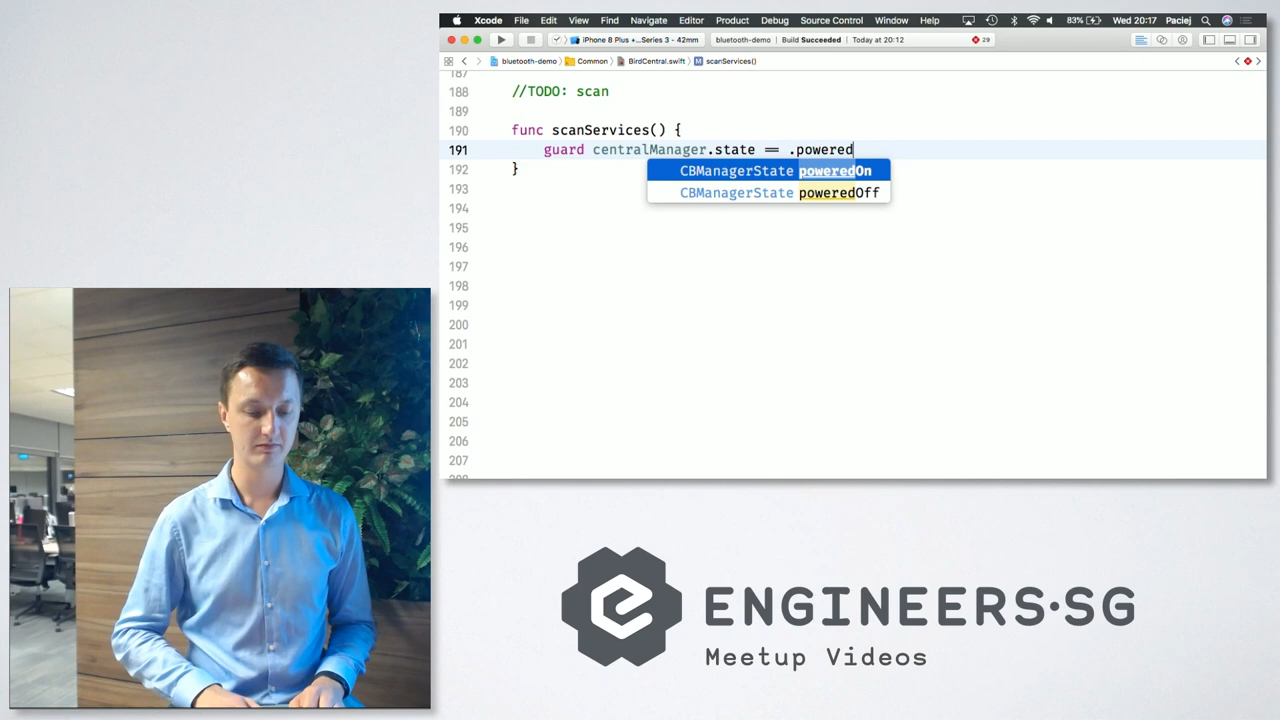 Xcode File Edit View Find Navigate Editor Product Debug Source Control Window Help 83% Wed 20:17 Paciej
iPhone 8 Plus +...Series 3 - 42mm bluetooth-demo | Build Succeeded | Today at 20:12 29
bluetooth-demo Common BirdCentral.swift M scanServices()
187
188 //TODO: scan
189
190 func scanServices() {
191 guard centralManager.state == .powered
192 }
CBManagerState poweredOn
CBManagerState poweredOff
193
194
195
196
197
198
199
200
201
202
203
204
205
206
207
208
ENGINEERS·SG
Meetup Videos